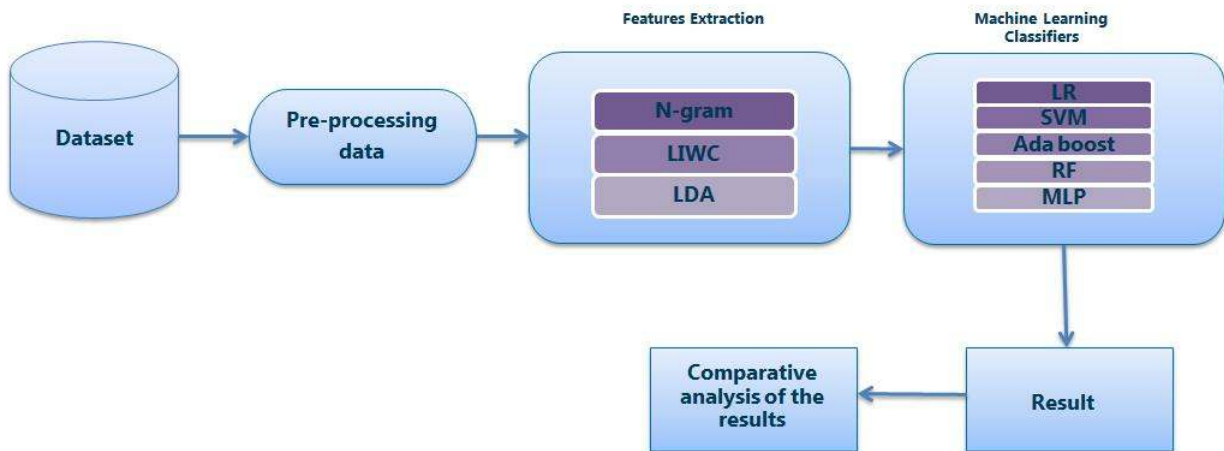 Features Extraction
Machine Learning
Classifiers
Dataset
Pre-processing
data
N-gram
LIWC
LDA
LR
SVM
Ada boost
RF
MLP
Comparative
analysis of the
results
Result